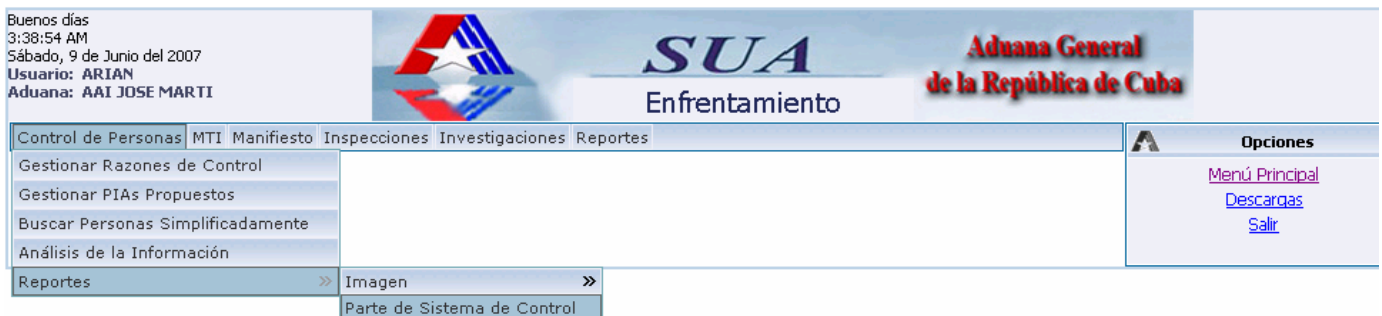 Buenos días
3:38:54 AM
Sábado, 9 de Junio del 2007
Usuario: ARIAN
Aduana: AAI JOSE MARTI
SUA
Enfrentamiento
Aduana General
de la República de Cuba
Control de Personas MTI Manifiesto Inspecciones Investigaciones Reportes
Gestionar Razones de Control
Gestionar PIAs Propuestos
Buscar Personas Simplificadamente
Análisis de la Información
Reportes »
Imagen »
Parte de Sistema de Control
Opciones
Menú Principal
Descargas
Salir